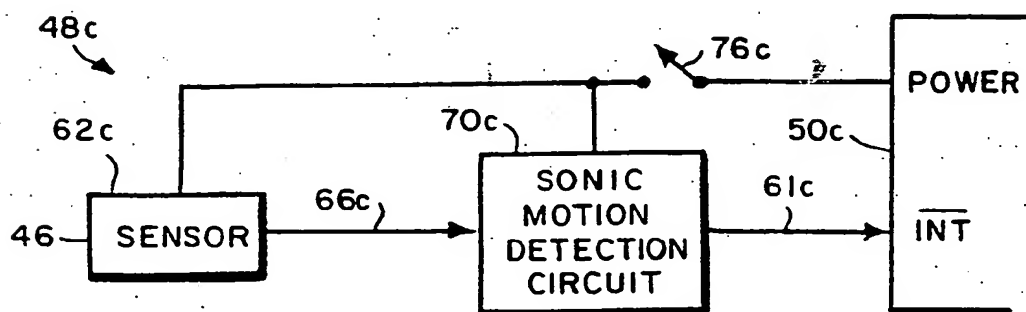 48c
76c
POWER
62c
70c
50c
SONIC
MOTION
DETECTION
CIRCUIT
66c
61c
46
SENSOR
INT